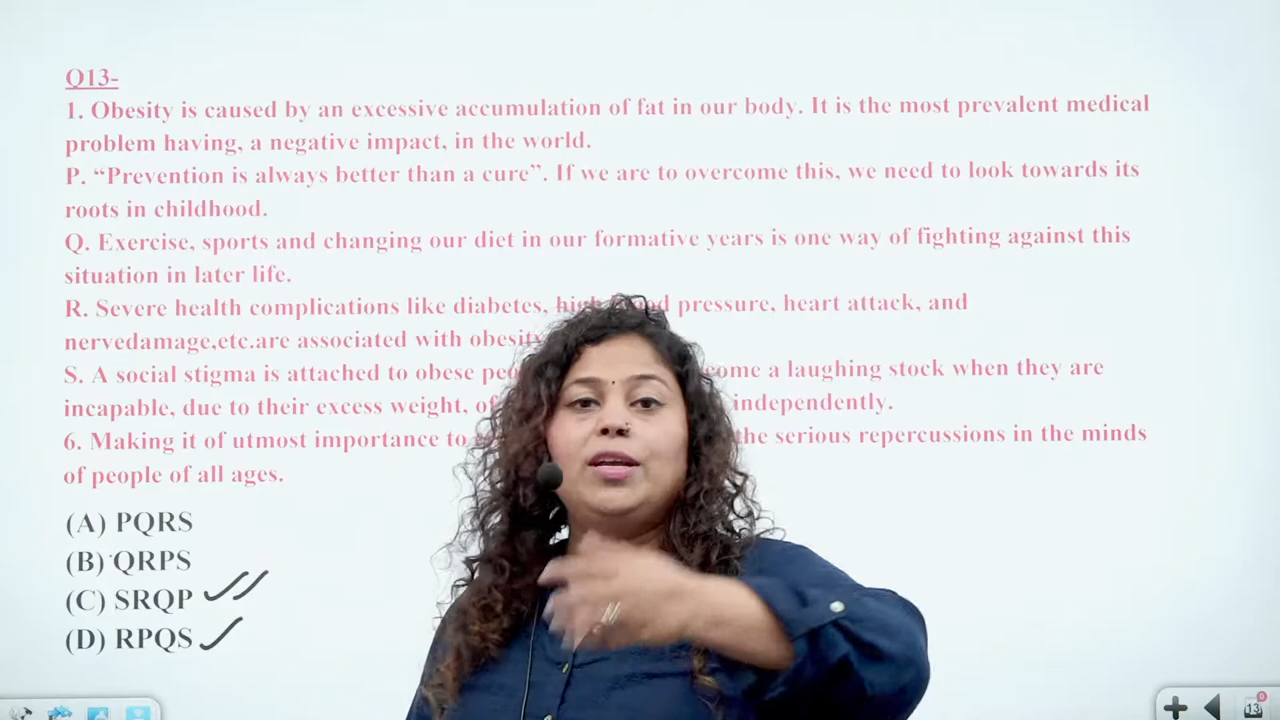 Q13-
1. Obesity is caused by an excessive accumulation of fat in our body. It is the most prevalent medical
problem having, a negative impact, in the world.
P. “Prevention is always better than a cure”. If we are to overcome this, we need to look towards its
roots in childhood.
Q. Exercise, sports and changing our diet in our formative years is one way of fighting against this
situation in later life.
R. Severe health complications like diabetes, high blood pressure, heart attack, and
nervedamage,etc.are associated with obesity
S. A social stigma is attached to obese a laughing stock when they are
incapable, due to their excess weight, independently.
6. Making it of utmost importance to the serious repercussions in the minds
of people of all ages.
(A) PQRS
(B) QRPS
(C) SRQP
(D) RPQS
13